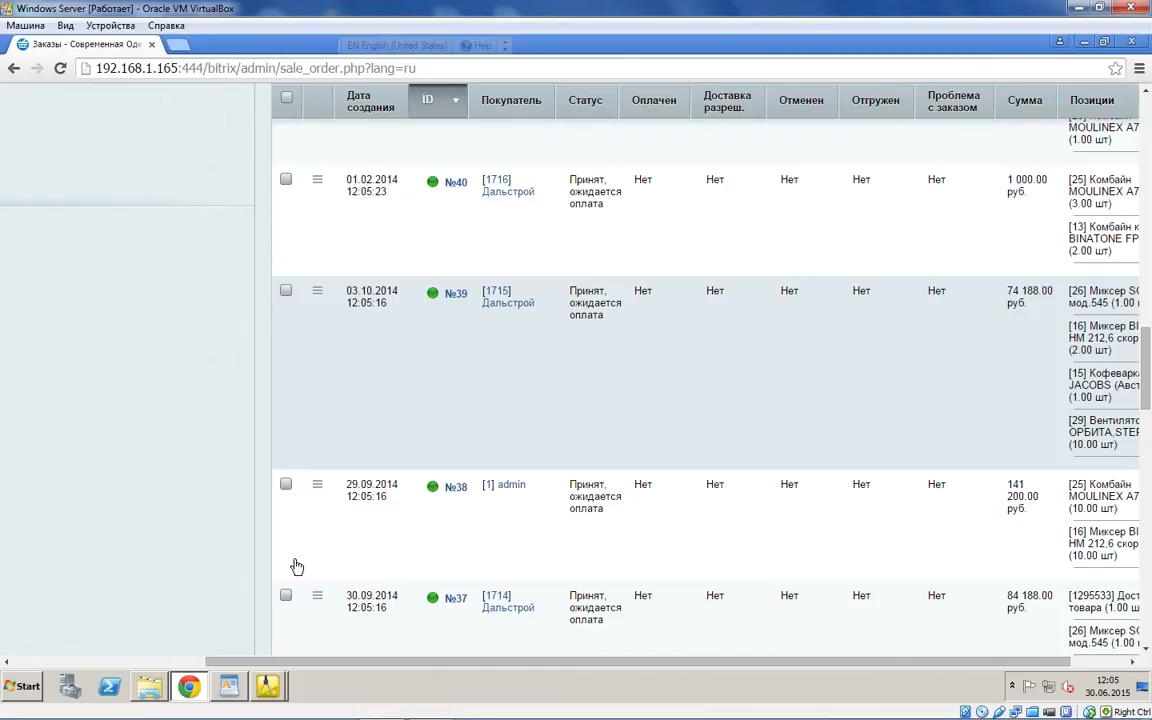 Windows Server [Работает] - Oracle VM VirtualBox
Машина Вид Устройства Справка
Заказы - Современная Од
EN English (United States) Help
192.168.1.165:444/bitrix/admin/sale_order.php?lang=ru
Дата создания ID Покупатель Статус Оплачен Доставка разреш. Отменен Отгружен Проблема с заказом Сумма Позиции
MOULINEX A7
(1.00 шт)
01.02.2014 12:05:23 №40 [1716] Дальстрой Принят, ожидается оплата Нет Нет Нет Нет Нет 1 000.00 руб. [25] Комбайн MOULINEX A7 (3.00 шт)
[13] Комбайн к
BINATONE FP
(2.00 шт)
03.10.2014 12:05:16 №39 [1715] Дальстрой Принят, ожидается оплата Нет Нет Нет Нет Нет 74 188.00 руб. [26] Миксер SC мод.545 (1.00
[16] Миксер BI
HM 212,6 скор
(2.00 шт)
[15] Кофеварк
JACOBS (Авст
(1.00 шт)
[29] Вентилято
ОРБИТА,STEF
(10.00 шт)
29.09.2014 12:05:16 №38 [1] admin Принят, ожидается оплата Нет Нет Нет Нет Нет 141 200.00 руб. [25] Комбайн MOULINEX A7 (10.00 шт)
[16] Миксер BI
HM 212,6 скор
(10.00 шт)
30.09.2014 12:05:16 №37 [1714] Дальстрой Принят, ожидается оплата Нет Нет Нет Нет Нет 84 188.00 руб. [1295533] Дост товара (1.00 ш
[26] Миксер SC
мод.545 (1.00
Start
12:05
30.06.2015
Right Ctrl